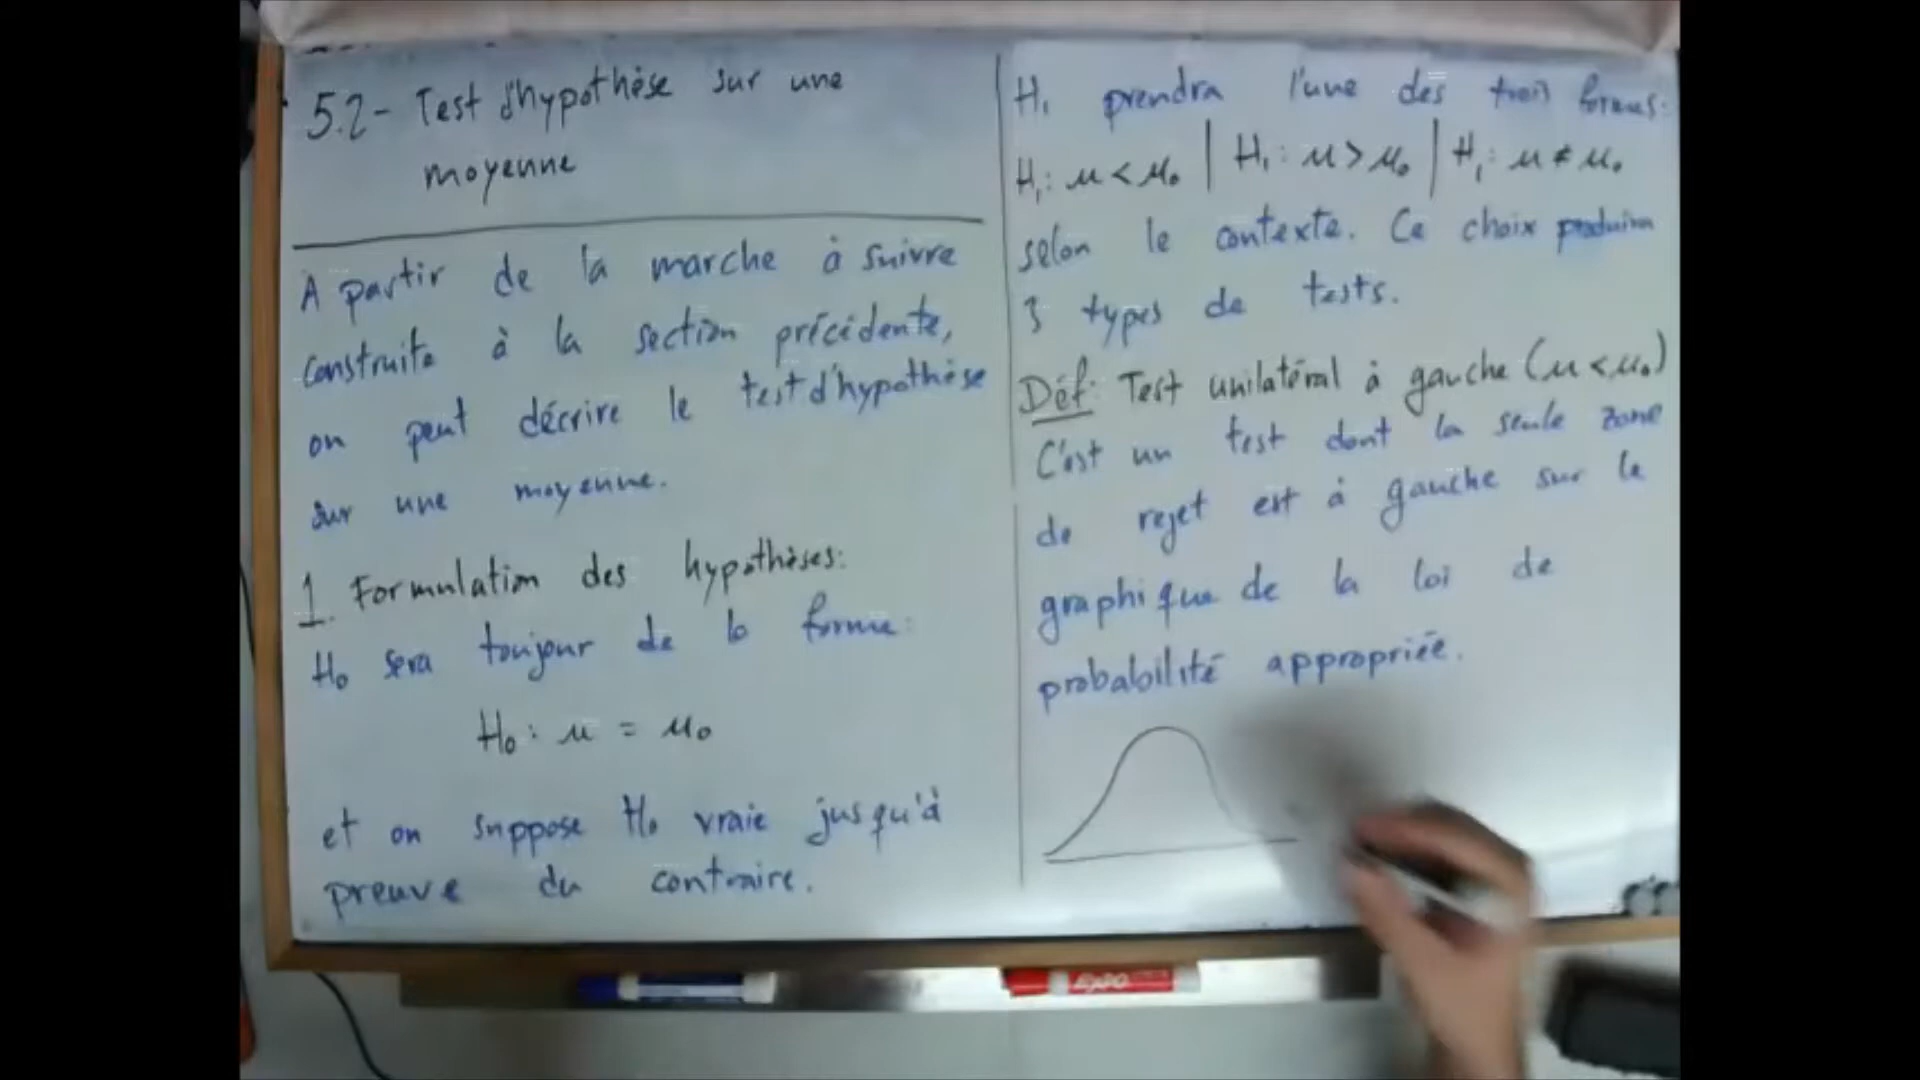 5.2- Test d'hypothèse sur une
moyenne
A partir de la marche à suivre
construite à la section précédente,
on peut décrire le test d'hypothèse
sur une moyenne.
1. Formulation des hypothèses:
H₀ sera toujour de la forme:
H₀: μ = μ₀
et on suppose H₀ vraie jusqu'à
preuve du contraire.
H₁ prendra l'une des trois formes:
H₁: μ < μ₀ | H₁: μ > μ₀ | H₁: μ ≠ μ₀
selon le contexte. Ce choix produira
3 types de tests.
Déf: Test unilatéral à gauche (μ < μ₀)
C'est un test dont la seule zone
de rejet est à gauche sur le
graphique de la loi de
probabilité appropriée.
EXPO